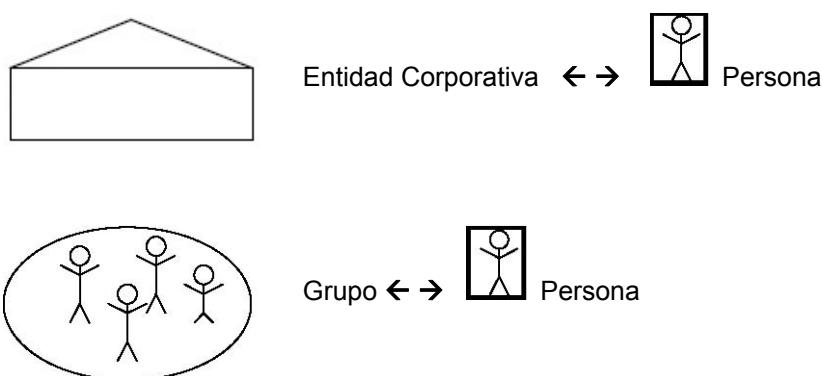 Entidad Corporativa ← → Persona
Grupo ← → Persona